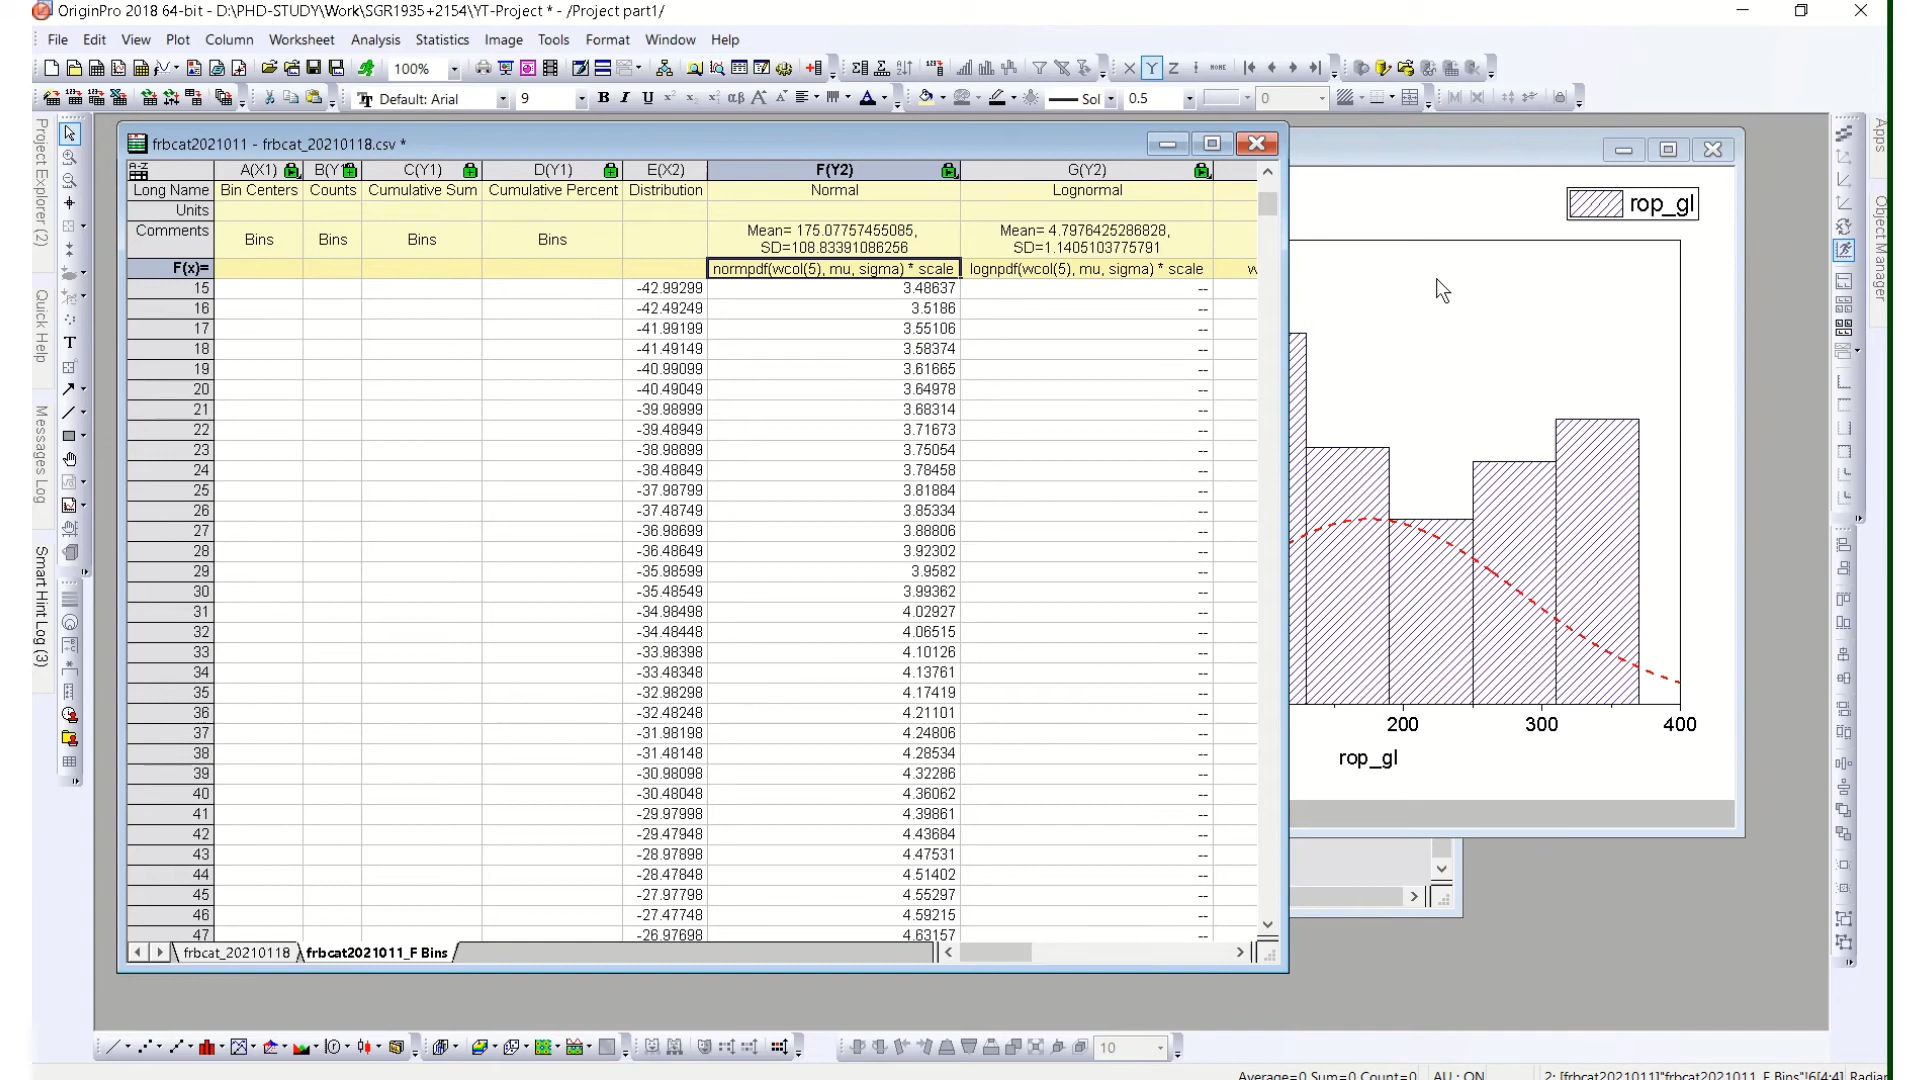 OriginPro 2018 64-bit - D:\PHD-STUDY\Work\SGR1935+2154\YT-Project * - /Project part1/
File Edit View Plot Column Worksheet Analysis Statistics Image Tools Format Window Help
100%
Default: Arial 9 B I U Sol 0.5 0
frbcat2021011 - frbcat_20210118.csv *
A(X1) B(Y C(Y1) D(Y1) E(X2) F(Y2) G(Y2)
Long Name Bin Centers Counts Cumulative Sum Cumulative Percent Distribution Normal Lognormal
Units
Comments Bins Bins Bins Bins Mean= 175.07757455085, SD=108.83391086256 Mean= 4.7976425286828, SD=1.1405103775791
F(x)= normpdf(wcol(5), mu, sigma) * scale lognpdf(wcol(5), mu, sigma) * scale w
15 -42.99299 3.48637 --
16 -42.49249 3.5186 --
17 -41.99199 3.55106 --
18 -41.49149 3.58374 --
19 -40.99099 3.61665 --
20 -40.49049 3.64978 --
21 -39.98999 3.68314 --
22 -39.48949 3.71673 --
23 -38.98899 3.75054 --
24 -38.48849 3.78458 --
25 -37.98799 3.81884 --
26 -37.48749 3.85334 --
27 -36.98699 3.88806 --
28 -36.48649 3.92302 --
29 -35.98599 3.9582 --
30 -35.48549 3.99362 --
31 -34.98498 4.02927 --
32 -34.48448 4.06515 --
33 -33.98398 4.10126 --
34 -33.48348 4.13761 --
35 -32.98298 4.17419 --
36 -32.48248 4.21101 --
37 -31.98198 4.24806 --
38 -31.48148 4.28534 --
39 -30.98098 4.32286 --
40 -30.48048 4.36062 --
41 -29.97998 4.39861 --
42 -29.47948 4.43684 --
43 -28.97898 4.47531 --
44 -28.47848 4.51402 --
45 -27.97798 4.55297 --
46 -27.47748 4.59215 --
47 -26.97698 4.63157 --
frbcat_20210118 frbcat2021011_F Bins
rop_gl
200 300 400
rop_gl
Project Explorer (2)
Quick Help
Messages Log
Smart Hint Log (3)
Apps
Object Manager
10
Average=0 Sum=0 Count=0 AU : ON 2: [frbcat2021011]"frbcat2021011_F Bins"!6[4:4] Radian